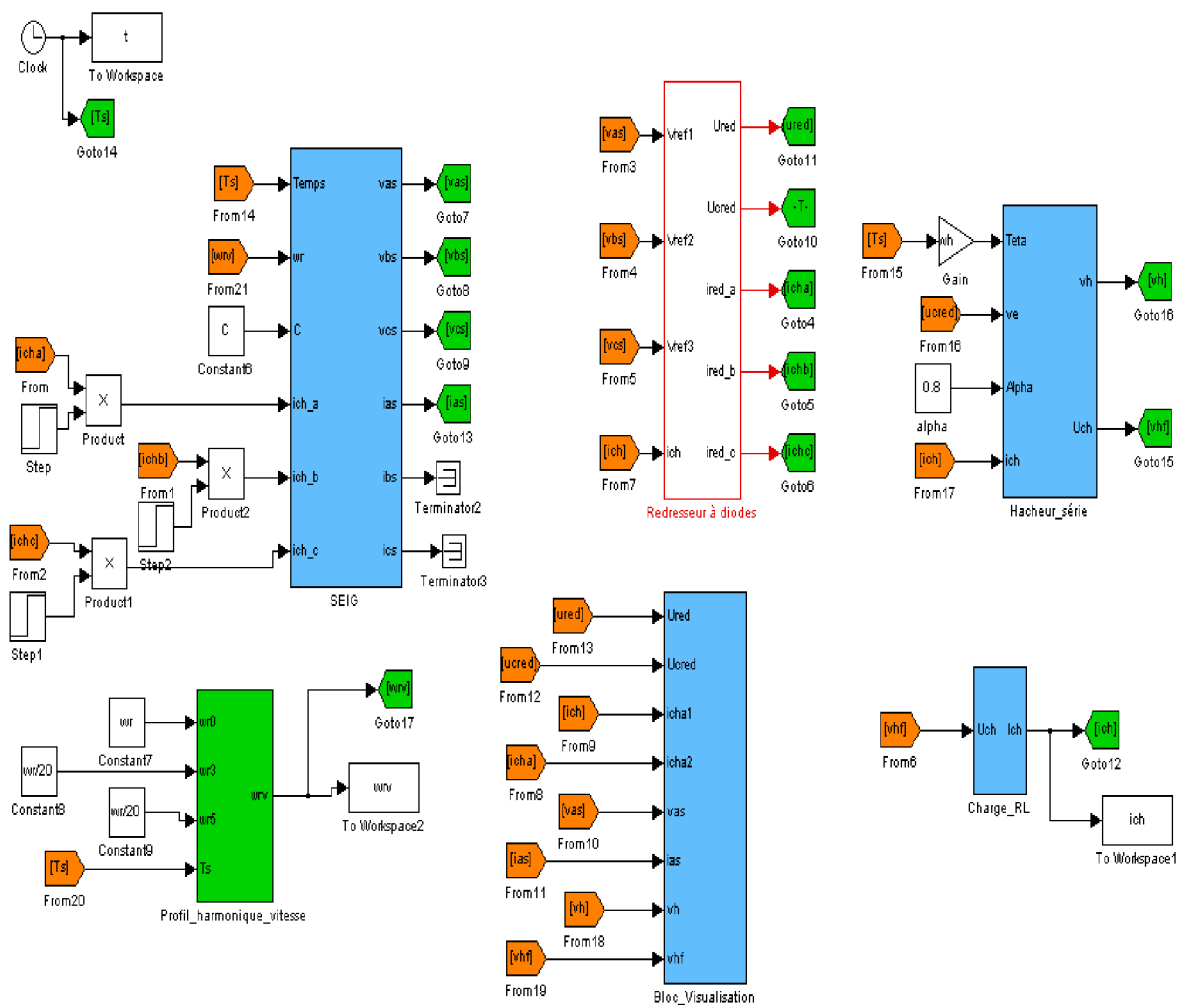 t
Clock
To Workspace
[Ts]
Goto14
[Ts]
From14
[wrv]
From21
C
Constant6
[icha]
From
X
Product
Step
[ichb]
From1
X
Product2
Step2
[ichc]
From2
X
Product1
Step1
Temps
wr
C
ich_a
ich_b
ich_c
vas
vbs
vcs
ias
ibs
ics
SEIG
[vas]
Goto7
[vbs]
Goto8
[vcs]
Goto9
[ias]
Goto13
Terminator2
Terminator3
[vas]
From3
[vbs]
From4
[vcs]
From5
[ich]
From7
Vref1
Vref2
Vref3
ich
Ured
Ucred
ired_a
ired_b
ired_c
Redresseur à diodes
[ured]
Goto11
-T-
Goto10
[icha]
Goto4
[ichb]
Goto5
[ichc]
Goto6
[Ts]
From15
wh
Gain
[ucred]
From16
0.8
alpha
[ich]
From17
Teta
ve
Alpha
ich
vh
Uch
Hacheur_série
[vh]
Goto16
[vhf]
Goto15
wr
Constant7
wr/20
Constant8
wr/20
Constant9
[Ts]
From20
wr0
wr3
wr5
Ts
wrv
Profil_harmonique_vitesse
[wrv]
Goto17
wrv
To Workspace2
[ured]
From13
[ucred]
From12
[ich]
From9
[icha]
From8
[vas]
From10
[ias]
From11
[vh]
From18
[vhf]
From19
Ured
Ucred
icha1
icha2
vas
ias
vh
vhf
Bloc_Visualisation
[vhf]
From6
Uch
Ich
Charge_RL
[ich]
Goto12
ich
To Workspace1